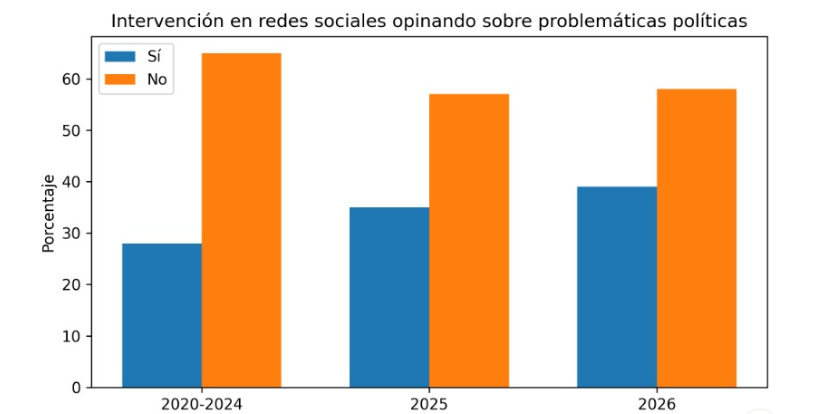 Intervención en redes sociales opinando sobre problemáticas políticas
Sí
No
Porcentaje
60
50
40
30
20
10
0
2020-2024
2025
2026